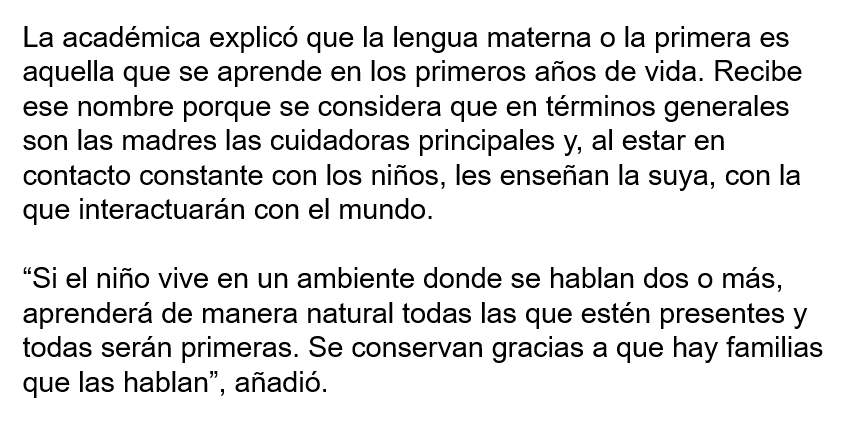 La académica explicó que la lengua materna o la primera es
aquella que se aprende en los primeros años de vida. Recibe
ese nombre porque se considera que en términos generales
son las madres las cuidadoras principales y, al estar en
contacto constante con los niños, les enseñan la suya, con la
que interactuarán con el mundo.
“Si el niño vive en un ambiente donde se hablan dos o más,
aprenderá de manera natural todas las que estén presentes y
todas serán primeras. Se conservan gracias a que hay familias
que las hablan”, añadió.